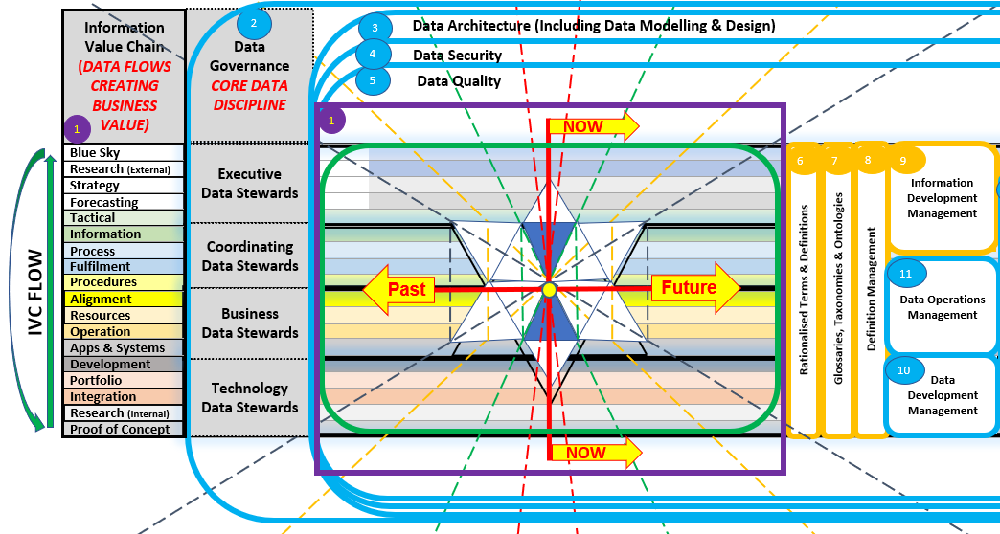 Information
Value Chain
(DATA FLOWS
CREATING
BUSINESS
VALUE)
1
2
Data
Governance
CORE DATA
DISCIPLINE
3
Data Architecture (Including Data Modelling & Design)
4
Data Security
5
Data Quality
1
NOW
IVC FLOW
Blue Sky
Research (External)
Strategy
Forecasting
Tactical
Information
Process
Fulfilment
Procedures
Alignment
Resources
Operation
Apps & Systems
Development
Portfolio
Integration
Research (Internal)
Proof of Concept
Executive
Data Stewards
Coordinating
Data Stewards
Business
Data Stewards
Technology
Data Stewards
Past
Future
NOW
6
Rationalised Terms & Definitions
7
Glossaries, Taxonomies & Ontologies
8
Definition Management
9
Information
Development
Management
11
Data Operations
Management
10
Data
Development
Management